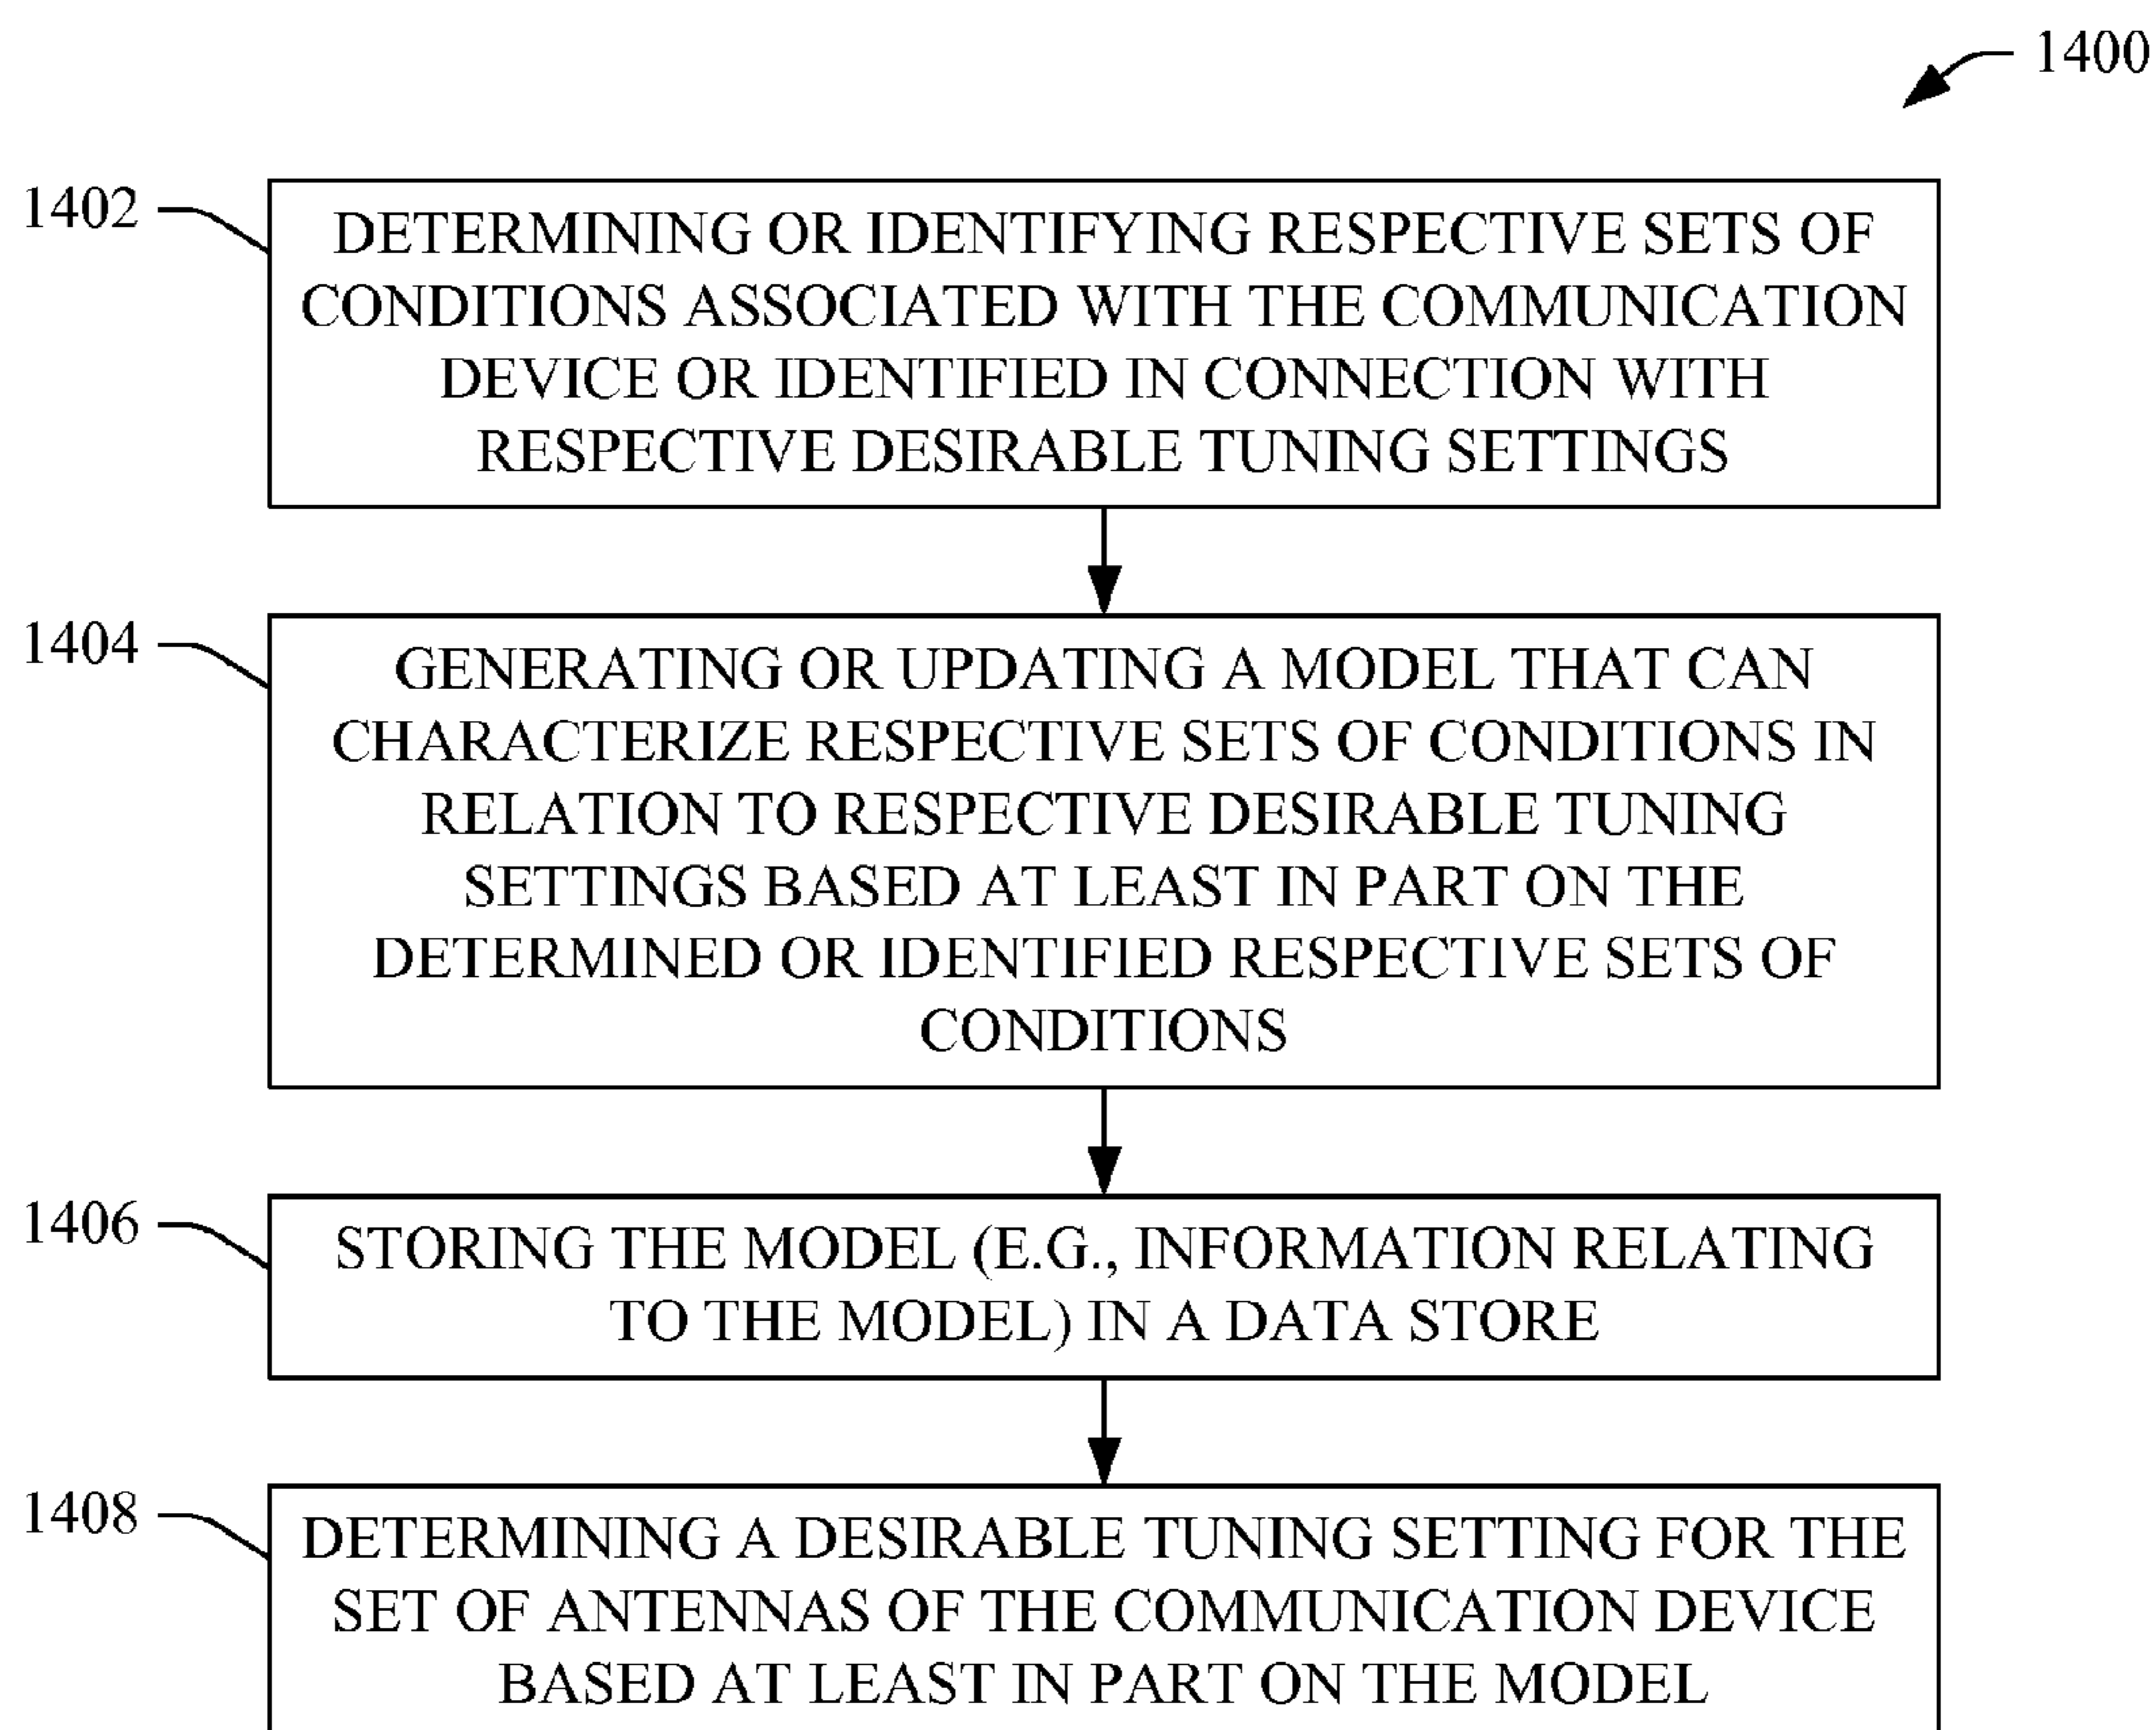 1400
1402
DETERMINING OR IDENTIFYING RESPECTIVE SETS OF
CONDITIONS ASSOCIATED WITH THE COMMUNICATION
DEVICE OR IDENTIFIED IN CONNECTION WITH
RESPECTIVE DESIRABLE TUNING SETTINGS
1404
GENERATING OR UPDATING A MODEL THAT CAN
CHARACTERIZE RESPECTIVE SETS OF CONDITIONS IN
RELATION TO RESPECTIVE DESIRABLE TUNING
SETTINGS BASED AT LEAST IN PART ON THE
DETERMINED OR IDENTIFIED RESPECTIVE SETS OF
CONDITIONS
1406
STORING THE MODEL (E.G., INFORMATION RELATING
TO THE MODEL) IN A DATA STORE
1408
DETERMINING A DESIRABLE TUNING SETTING FOR THE
SET OF ANTENNAS OF THE COMMUNICATION DEVICE
BASED AT LEAST IN PART ON THE MODEL